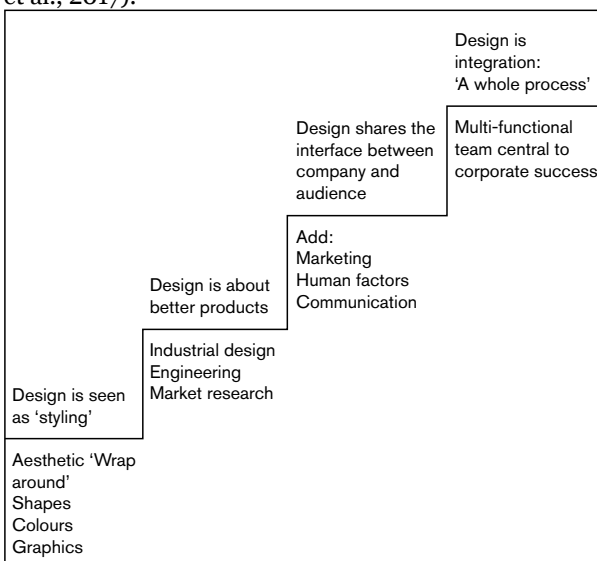 et al., 2017).
Design is
integration:
‘A whole process’
Design shares the
interface between
company and
audience
Multi-functional
team central to
corporate success
Add:
Marketing
Human factors
Communication
Design is about
better products
Industrial design
Engineering
Market research
Design is seen
as ‘styling’
Aesthetic ‘Wrap
around’
Shapes
Colours
Graphics